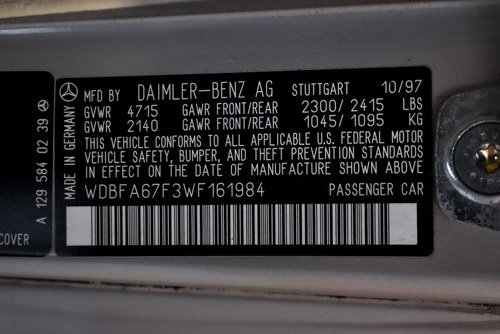 MFD BY DAIMLER-BENZ AG STUTTGART 10/97
GVWR 4715 GAWR FRONT/REAR 2300/2415 LBS
GVWR 2140 GAWR FRONT/REAR 1045/1095 KG
THIS VEHICLE CONFORMS TO ALL APPLICABLE U.S. FEDERAL MOTOR
VEHICLE SAFETY, BUMPER, AND THEFT PREVENTION STANDARDS
IN EFFECT ON THE DATE OF MANUFACTURE SHOWN ABOVE.
WDBFA67F3WF161984 PASSENGER CAR
MADE IN GERMANY
A 129 584 02 39
COVER